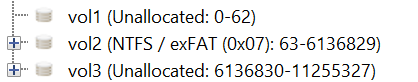 vol1 (Unallocated: 0-62)
vol2 (NTFS / exFAT (0x07): 63-6136829)
vol3 (Unallocated: 6136830-11255327)